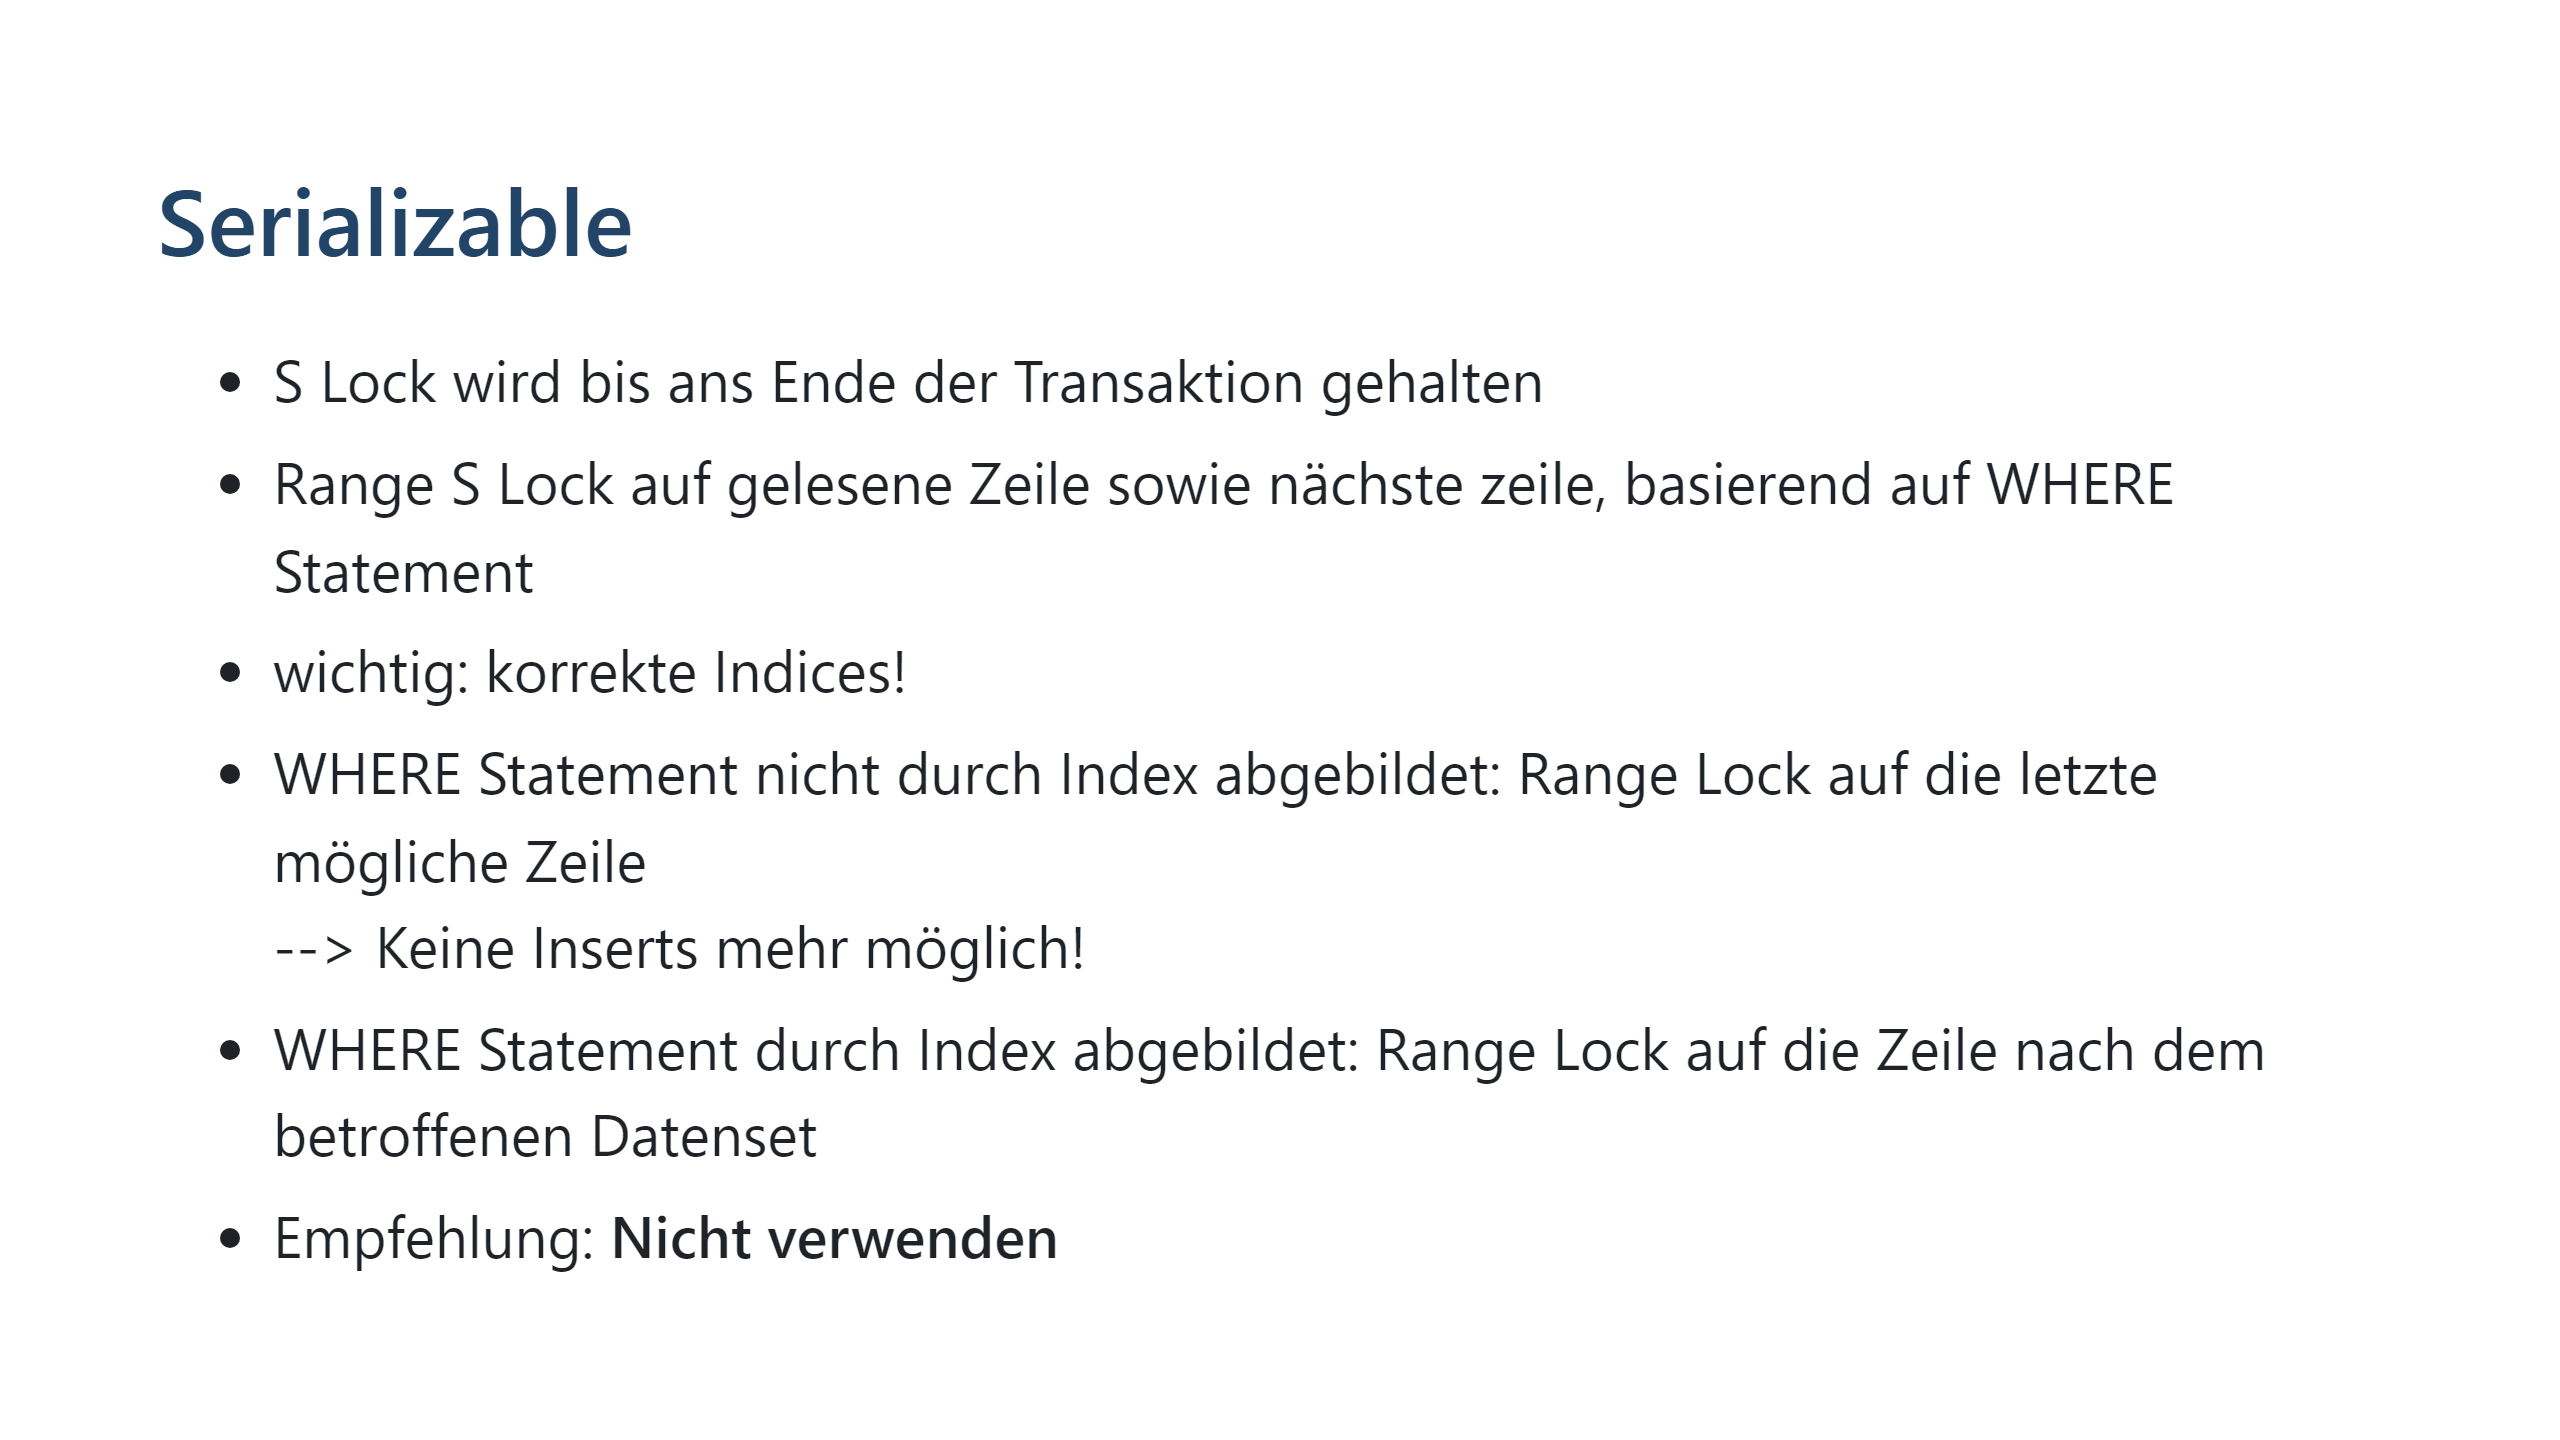 Serializable
• S Lock wird bis ans Ende der Transaktion gehalten
• Range S Lock auf gelesene Zeile sowie nächste zeile, basierend auf WHERE
Statement
• wichtig: korrekte Indices!
• WHERE Statement nicht durch Index abgebildet: Range Lock auf die letzte
mögliche Zeile
--> Keine Inserts mehr möglich!
• WHERE Statement durch Index abgebildet: Range Lock auf die Zeile nach dem
betroffenen Datenset
• Empfehlung: Nicht verwenden